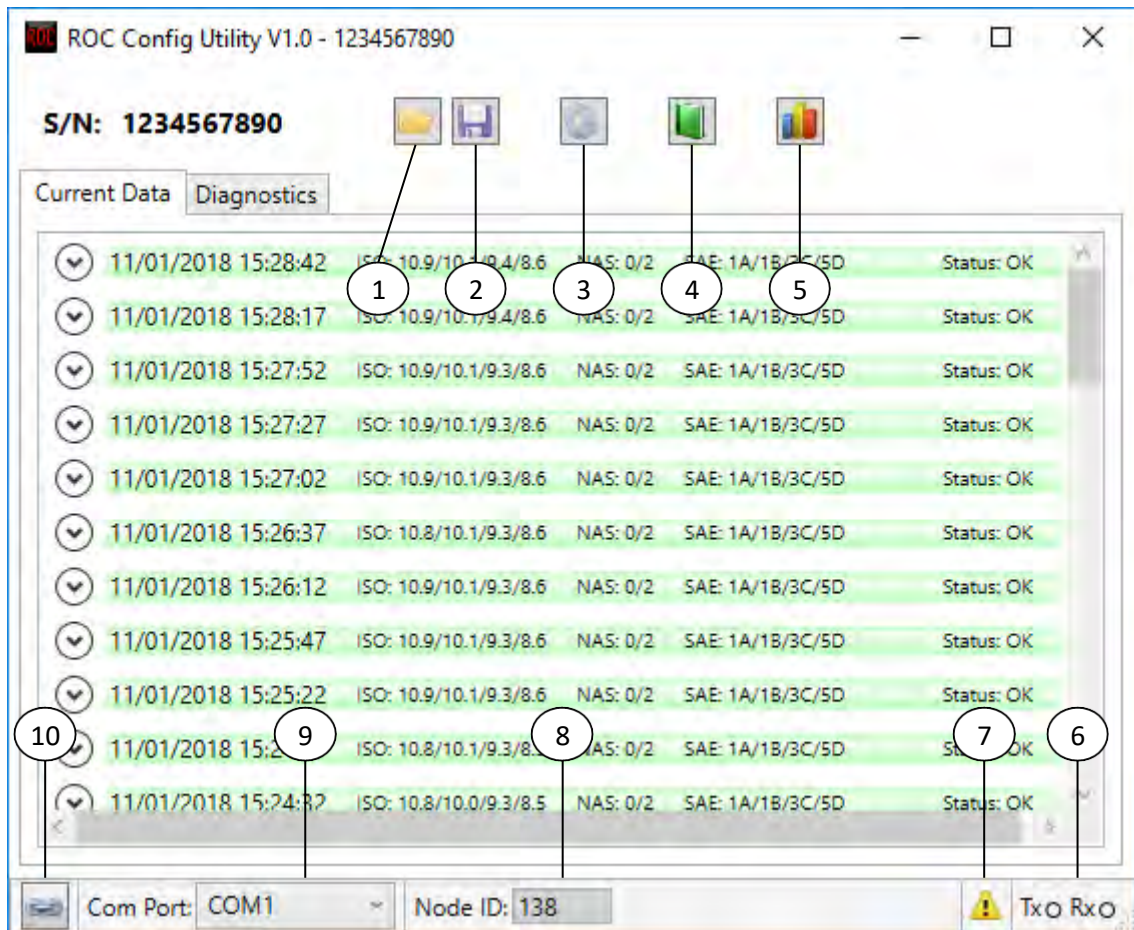 ROC ROC Config Utility V1.0 - 1234567890
S/N: 1234567890
Current Data Diagnostics
11/01/2018 15:28:42 ISO: 10.9/10.1/9.4/8.6 NAS: 0/2 SAE: 1A/1B/3C/5D Status: OK
1 2 3 4 5
11/01/2018 15:28:17 ISO: 10.9/10.1/9.4/8.6 NAS: 0/2 SAE: 1A/1B/3C/5D Status: OK
11/01/2018 15:27:52 ISO: 10.9/10.1/9.3/8.6 NAS: 0/2 SAE: 1A/1B/3C/5D Status: OK
11/01/2018 15:27:27 ISO: 10.9/10.1/9.3/8.6 NAS: 0/2 SAE: 1A/1B/3C/5D Status: OK
11/01/2018 15:27:02 ISO: 10.9/10.1/9.3/8.6 NAS: 0/2 SAE: 1A/1B/3C/5D Status: OK
11/01/2018 15:26:37 ISO: 10.8/10.1/9.3/8.6 NAS: 0/2 SAE: 1A/1B/3C/5D Status: OK
11/01/2018 15:26:12 ISO: 10.9/10.1/9.3/8.6 NAS: 0/2 SAE: 1A/1B/3C/5D Status: OK
11/01/2018 15:25:47 ISO: 10.9/10.1/9.3/8.6 NAS: 0/2 SAE: 1A/1B/3C/5D Status: OK
11/01/2018 15:25:22 ISO: 10.9/10.1/9.3/8.6 NAS: 0/2 SAE: 1A/1B/3C/5D Status: OK
10 9 8 7 6
11/01/2018 ISO: NAS: 0/2 SAE: 1A/1B/3C/5D OK
11/01/2018 15:24:32 ISO: 10.8/10.0/9.3/8.5 NAS: 0/2 SAE: 1A/1B/3C/5D Status: OK
Com Port: COM1 Node ID: 138 Tx Rx